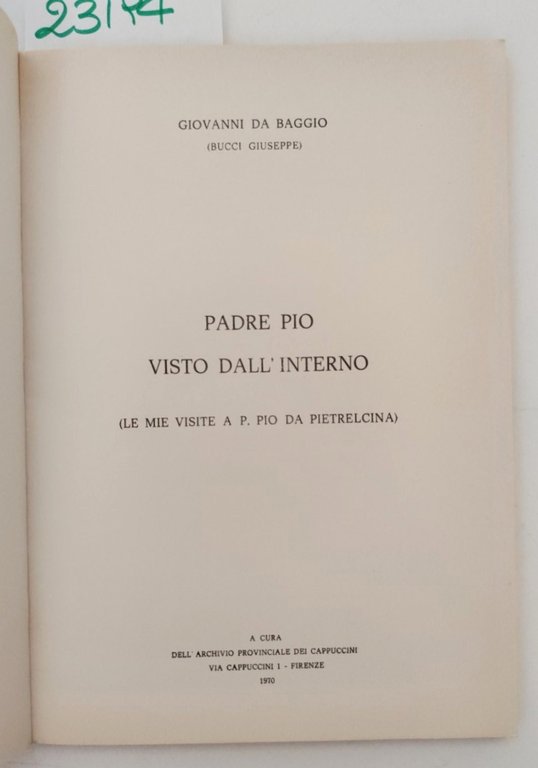 GIOVANNI DA BAGGIO
(BUCCI GIUSEPPE)
PADRE PIO
VISTO DALL'INTERNO
(LE MIE VISITE A P. PIO DA PIETRELCINA)
A CURA
DELL'ARCHIVIO PROVINCIALE DEI CAPPUCCINI
VIA CAPPUCCINI 1 - FIRENZE
1970